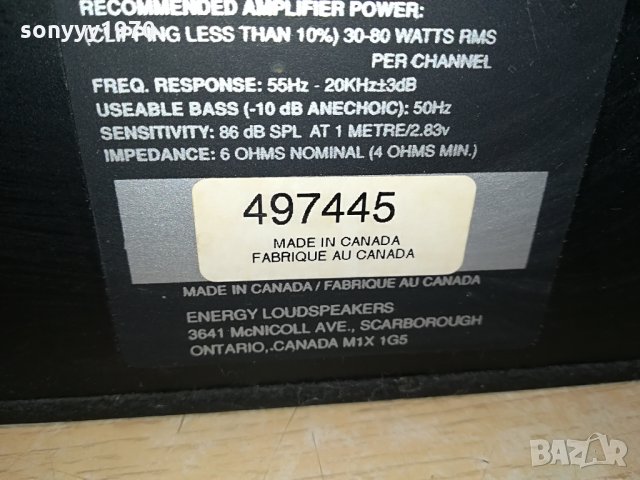 RECOMMENDED AMPLIFIER POWER:
sonyyy1970
(CLIPPING LESS THAN 10%) 30-80 WATTS RMS
PER CHANNEL
FREQ. RESPONSE: 55Hz - 20KHz±3dB
USEABLE BASS (-10 dB ANECHOIC): 50Hz
SENSITIVITY: 86 dB SPL AT 1 METRE/2.83v
IMPEDANCE: 6 OHMS NOMINAL (4 OHMS MIN.)
497445
MADE IN CANADA
FABRIQUE AU CANADA
MADE IN CANADA / FABRIQUE AU CANADA
ENERGY LOUDSPEAKERS
3641 McNICOLL AVE., SCARBOROUGH
ONTARIO, CANADA M1X 1G5
BAZAR
bg